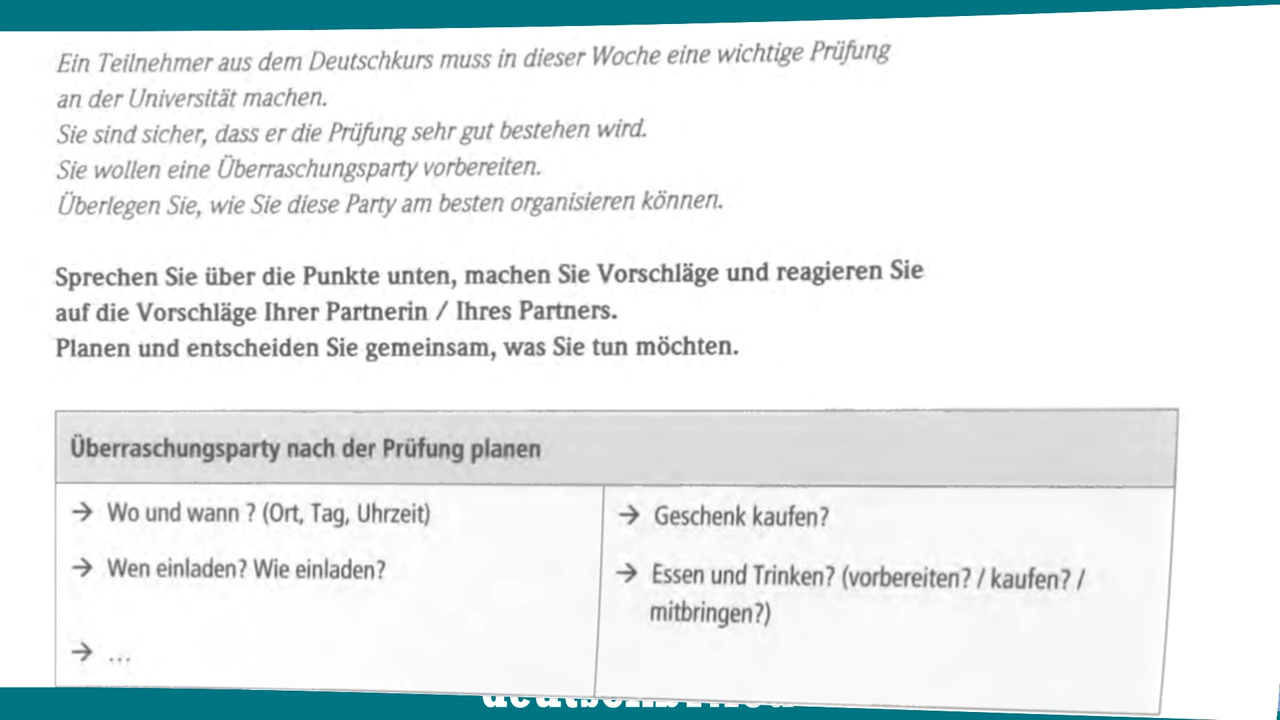 Ein Teilnehmer aus dem Deutschkurs muss in dieser Woche eine wichtige Prüfung
an der Universität machen.
Sie sind sicher, dass er die Prüfung sehr gut bestehen wird.
Sie wollen eine Überraschungsparty vorbereiten.
Überlegen Sie, wie Sie diese Party am besten organisieren können.
Sprechen Sie über die Punkte unten, machen Sie Vorschläge und reagieren Sie
auf die Vorschläge Ihrer Partnerin / Ihres Partners.
Planen und entscheiden Sie gemeinsam, was Sie tun möchten.
Überraschungsparty nach der Prüfung planen
→ Wo und wann ? (Ort, Tag, Uhrzeit)
→ Wen einladen? Wie einladen?
→ ...
→ Geschenk kaufen?
→ Essen und Trinken? (vorbereiten? / kaufen? /
mitbringen?)